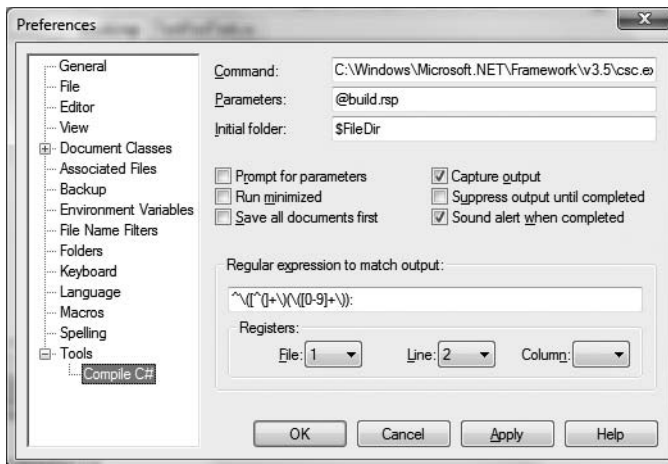 Preferences
General
File
Editor
View
Document Classes
Associated Files
Backup
Environment Variables
File Name Filters
Folders
Keyboard
Language
Macros
Spelling
Tools
Compile C#
Command: C:\Windows\Microsoft.NET\Framework\v3.5\csc.ex
Parameters: @build.rsp
Initial folder: $FileDir
Prompt for parameters
Capture output
Run minimized
Suppress output until completed
Save all documents first
Sound alert when completed
Regular expression to match output:
^\([^(]+\)(\([0-9]+\)):
Registers:
File: 1 Line: 2 Column:
OK Cancel Apply Help